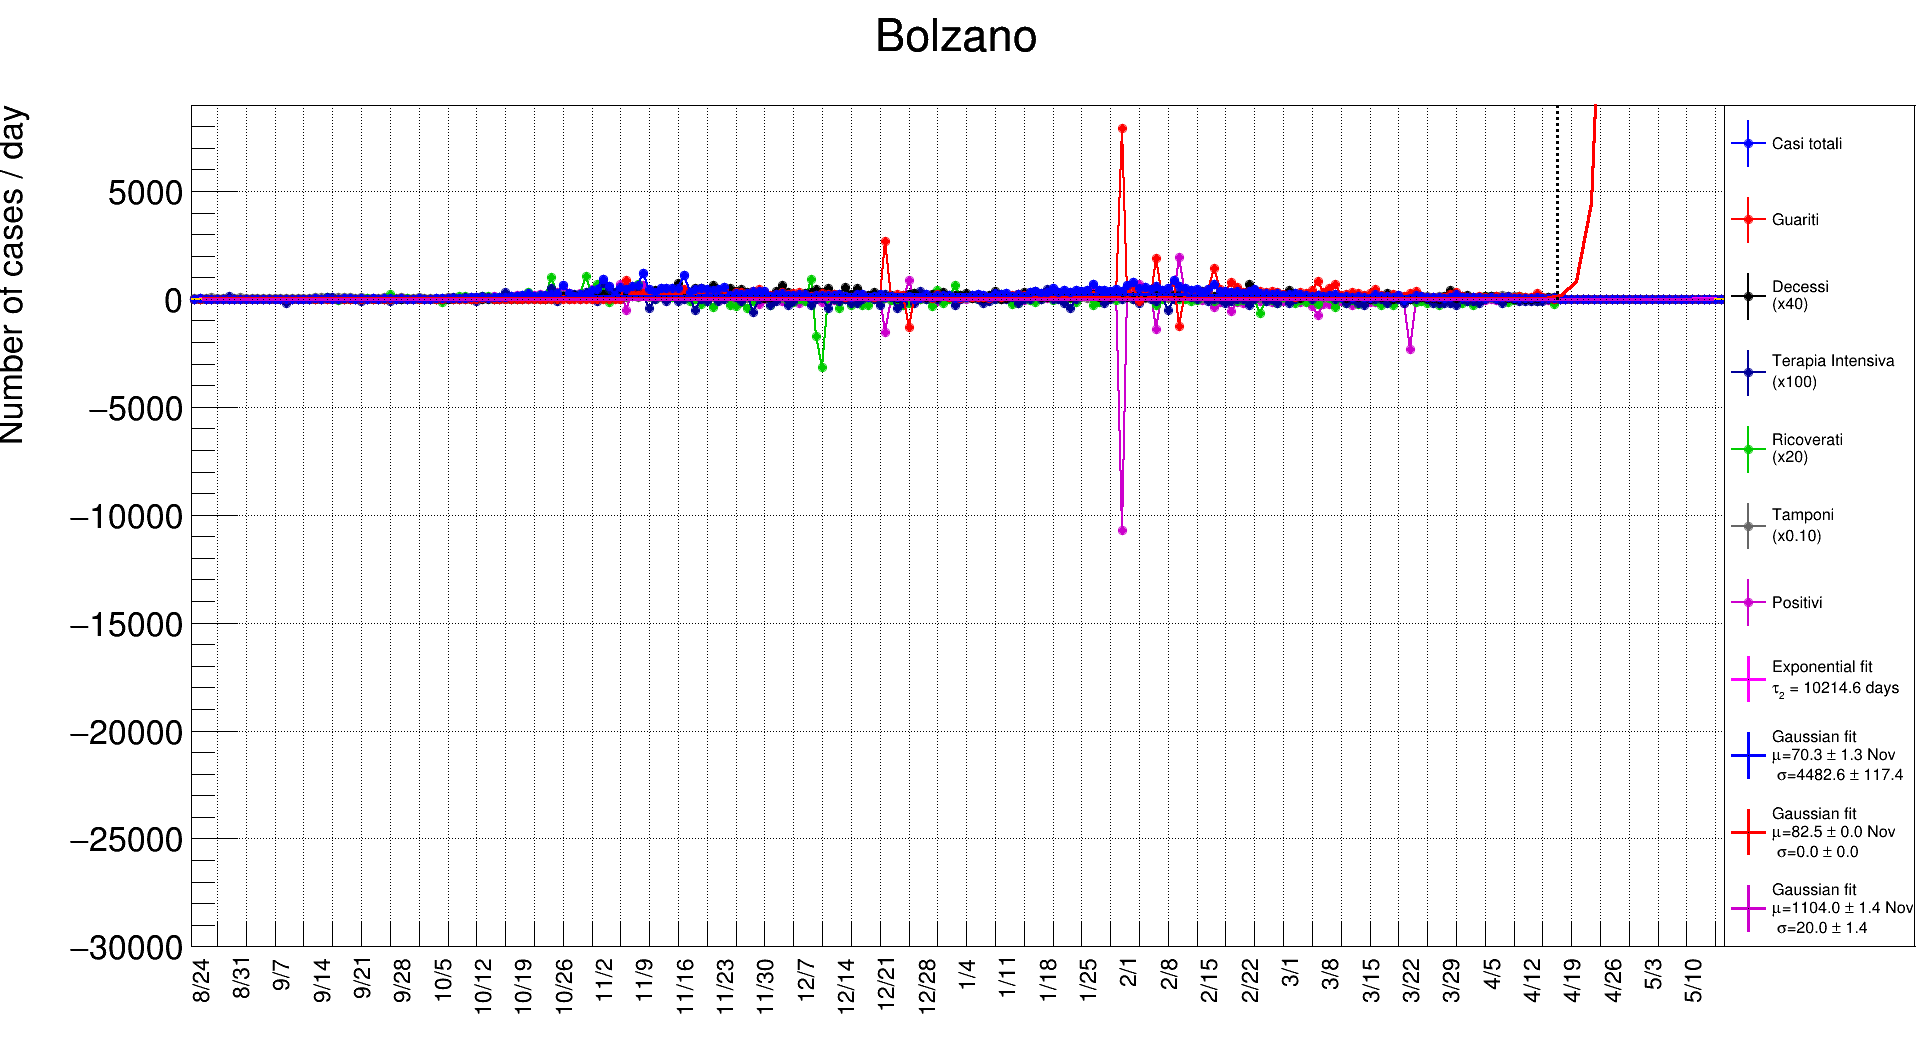 Bolzano
Number of cases / day
5000
0
−5000
−10000
−15000
−20000
−25000
−30000
8/24
8/31
9/7
9/14
9/21
9/28
10/5
10/12
10/19
10/26
11/2
11/9
11/16
11/23
11/30
12/7
12/14
12/21
12/28
1/4
1/11
1/18
1/25
2/1
2/8
2/15
2/22
3/1
3/8
3/15
3/22
3/29
4/5
4/12
4/19
4/26
5/3
5/10
Casi totali
Guariti
Decessi
(x40)
Terapia Intensiva
(x100)
Ricoverati
(x20)
Tamponi
(x0.10)
Positivi
Exponential fit
τ2 = 10214.6 days
Gaussian fit
μ=70.3 ± 1.3 Nov
σ=4482.6 ± 117.4
Gaussian fit
μ=82.5 ± 0.0 Nov
σ=0.0 ± 0.0
Gaussian fit
μ=1104.0 ± 1.4 Nov
σ=20.0 ± 1.4